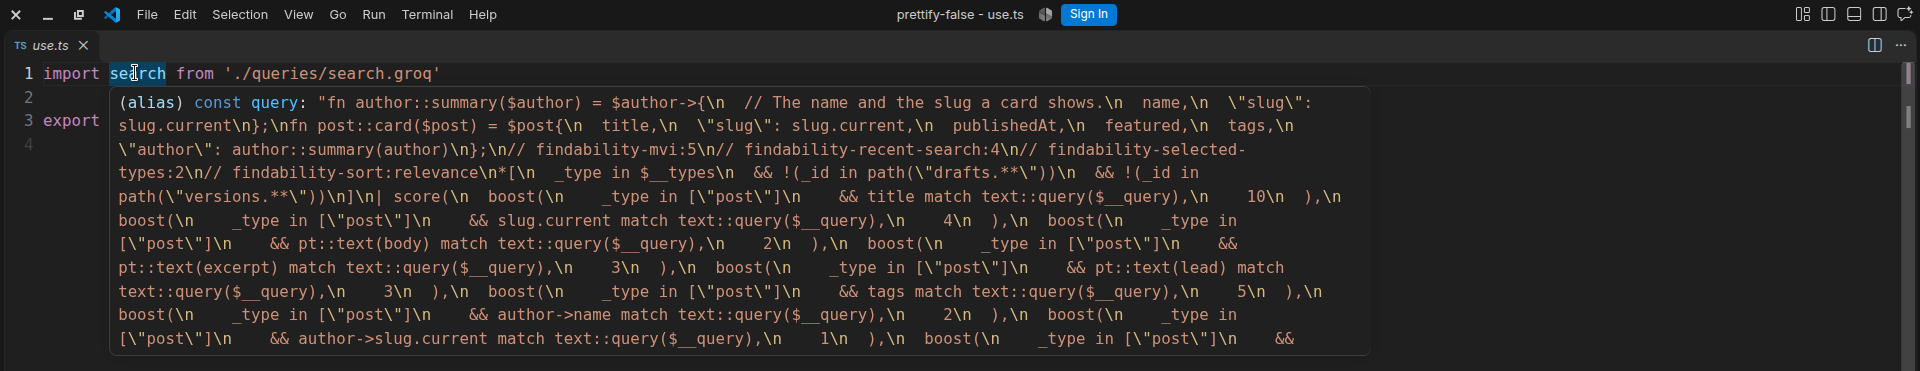 File Edit Selection View Go Run Terminal Help prettify-false - use.ts Sign In
TS use.ts
1 import search from './queries/search.groq'
2
3 export
4
(alias) const query: "fn author::summary($author) = $author->{\n  // The name and the slug a card shows.\n  name,\n  \"slug\":
slug.current\n};\nfn post::card($post) = $post{\n  title,\n  \"slug\": slug.current,\n  publishedAt,\n  featured,\n  tags,\n
\"author\": author::summary(author)\n};\n// findability-mvi:5\n// findability-recent-search:4\n// findability-selected-
types:2\n// findability-sort:relevance\n*[\n  _type in $__types\n  && !(_id in path(\"drafts.**\"))\n  && !(_id in
path(\"versions.**\"))\n]\n| score(\n  boost(\n    _type in [\"post\"]\n    && title match text::query($__query),\n    10\n  ),\n
boost(\n    _type in [\"post\"]\n    && slug.current match text::query($__query),\n    4\n  ),\n  boost(\n    _type in
[\"post\"]\n    && pt::text(body) match text::query($__query),\n    2\n  ),\n  boost(\n    _type in [\"post\"]\n    &&
pt::text(excerpt) match text::query($__query),\n    3\n  ),\n  boost(\n    _type in [\"post\"]\n    && pt::text(lead) match
text::query($__query),\n    3\n  ),\n  boost(\n    _type in [\"post\"]\n    && tags match text::query($__query),\n    5\n  ),\n
boost(\n    _type in [\"post\"]\n    && author->name match text::query($__query),\n    2\n  ),\n  boost(\n    _type in
[\"post\"]\n    && author->slug.current match text::query($__query),\n    1\n  ),\n  boost(\n    _type in [\"post\"]\n    &&